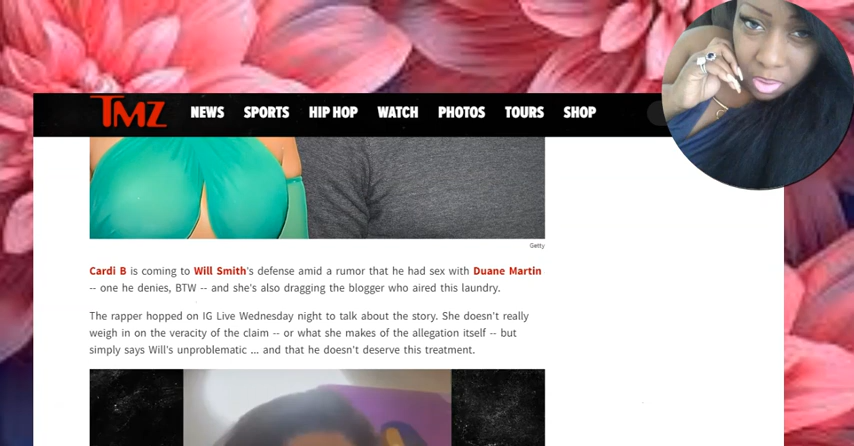 TMZ NEWS SPORTS HIP HOP WATCH PHOTOS TOURS SHOP
Getty
Cardi B is coming to Will Smith's defense amid a rumor that he had sex with Duane Martin
-- one he denies, BTW -- and she's also dragging the blogger who aired this laundry.
The rapper hopped on IG Live Wednesday night to talk about the story. She doesn't really
weigh in on the veracity of the claim -- or what she makes of the allegation itself -- but
simply says Will's unproblematic ... and that he doesn't deserve this treatment.